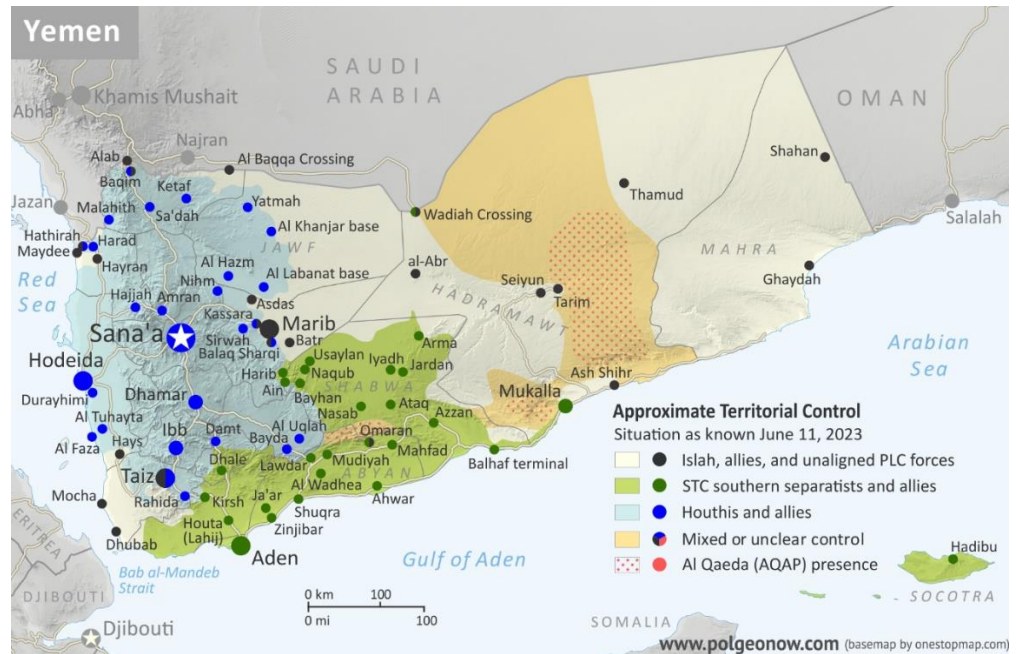 Yemen
SAUDI
ARABIA
OMAN
Khamis Mushait
Abha
Najran
Jazan
Alab
Baqim
Al Baqqa Crossing
Ketaf
Sa'dah
Malahith
Yatmah
Al Khanjar base
Wadiah Crossing
Thamud
Shahan
Salalah
Hathirah
Harad
Maydee
Hayran
JAWF
MAHRA
Ghaydah
Red
Sea
Al Hazm
Nihm
Al Labanat base
al-Abr
HADRAMAWT
Seiyun
Tarim
Hajjah
Amran
Asdas
Kassara
Marib
Sana'a
Sirwah
Batr
Balaq Sharqi
Arma
Arabian
Sea
Hodeida
Usaylan
Iyadh
Jardan
Harib
Naqub
Ain
SHABWA
Ash Shihr
Mukalla
Durayhimi
Dhamar
Bayhan
Nasab
Ataq
Azzan
Al Tuhayta
Al Faza
Hays
Ibb
Damt
Bayda
Al Uqlah
Omaran
Balhaf terminal
Taiz
Dhale
Lawdar
Mudiyah
Mahfad
ABYAN
Al Wadhea
Ahwar
Mocha
Rahida
Kirsh
Ja'ar
Shuqra
Houta
(Lahij)
Zinjibar
Dhubab
Aden
Gulf of Aden
Bab al-Mandeb
Strait
ERITREA
DJIBOUTI
Djibouti
0 km 100
0 mi 100
SOMALIA
Approximate Territorial Control
Situation as known June 11, 2023
Islah, allies, and unaligned PLC forces
STC southern separatists and allies
Houthis and allies
Mixed or unclear control
Al Qaeda (AQAP) presence
Hadibu
SOCOTRA
www.polgeonow.com (basemap by onestopmap.com)